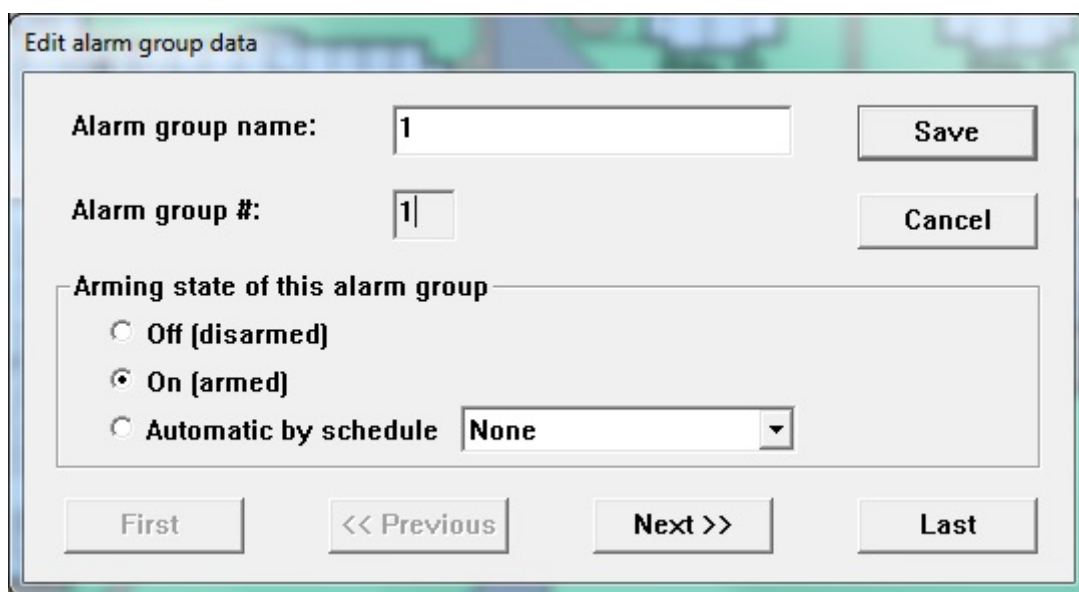 Edit alarm group data
Alarm group name: 1 Save
Alarm group #: 1 Cancel
Arming state of this alarm group
Off (disarmed)
On (armed)
Automatic by schedule None
First << Previous Next >> Last